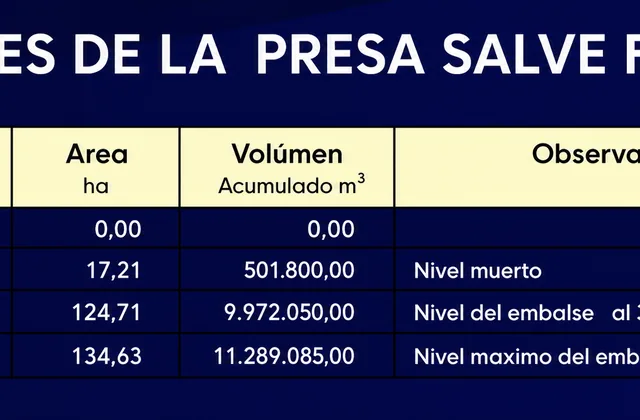 ES DE LA PRESA SALVE F
Area Volúmen Observa
ha Acumulado m³
0,00 0,00
17,21 501.800,00 Nivel muerto
124,71 9.972.050,00 Nivel del embalse al 3
134,63 11.289.085,00 Nivel maximo del emb